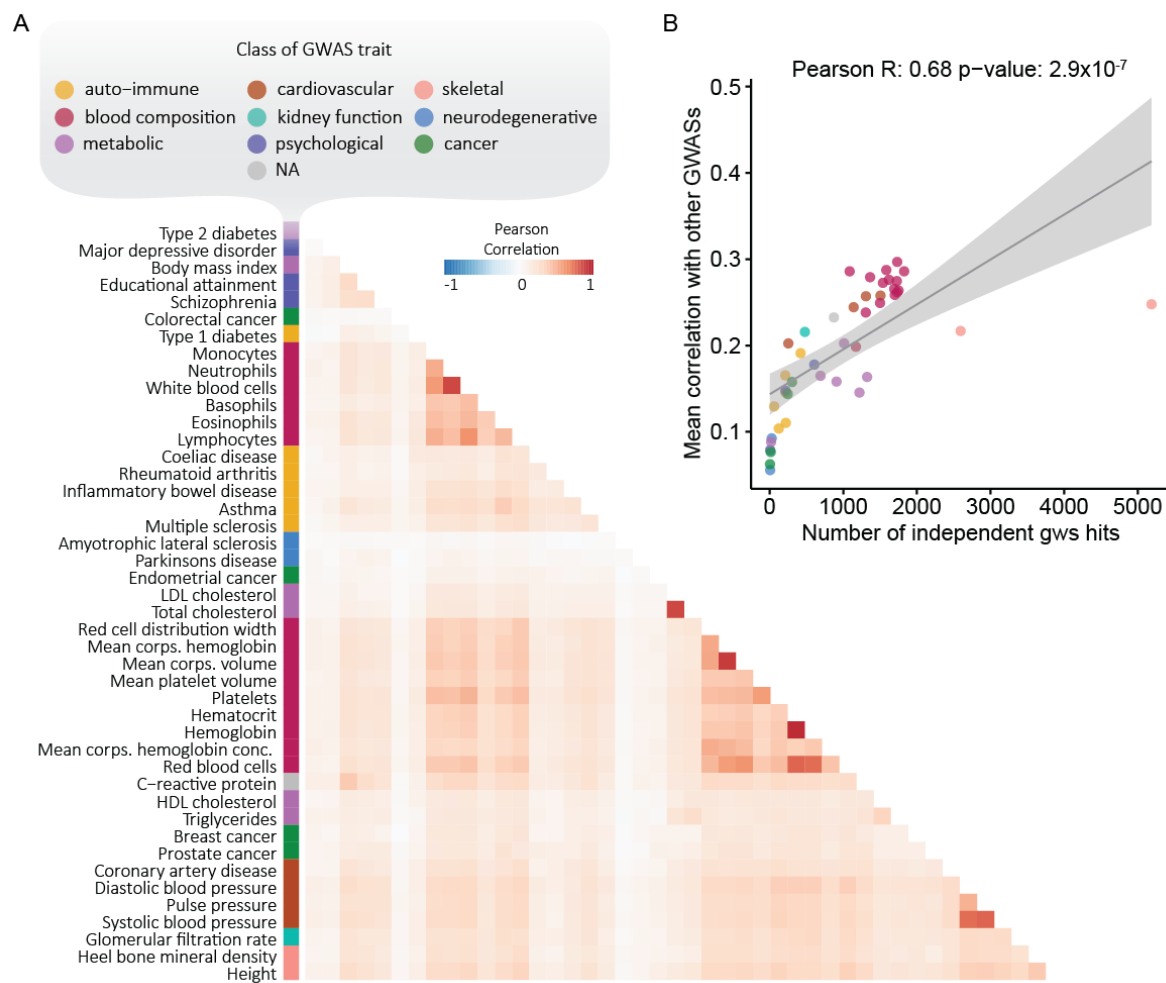 A
Class of GWAS trait
auto−immune
cardiovascular
skeletal
blood composition
kidney function
neurodegenerative
metabolic
psychological
cancer
NA
Pearson
Correlation
-1
0
1
Type 2 diabetes
Major depressive disorder
Body mass index
Educational attainment
Schizophrenia
Colorectal cancer
Type 1 diabetes
Monocytes
Neutrophils
White blood cells
Basophils
Eosinophils
Lymphocytes
Coeliac disease
Rheumatoid arthritis
Inflammatory bowel disease
Asthma
Multiple sclerosis
Amyotrophic lateral sclerosis
Parkinsons disease
Endometrial cancer
LDL cholesterol
Total cholesterol
Red cell distribution width
Mean corps. hemoglobin
Mean corps. volume
Mean platelet volume
Platelets
Hematocrit
Hemoglobin
Mean corps. hemoglobin conc.
Red blood cells
C-reactive protein
HDL cholesterol
Triglycerides
Breast cancer
Prostate cancer
Coronary artery disease
Diastolic blood pressure
Pulse pressure
Systolic blood pressure
Glomerular filtration rate
Heel bone mineral density
Height
B
Pearson R: 0.68 p−value: 2.9x10⁻⁷
Mean correlation with other GWASs
0.5
0.4
0.3
0.2
0.1
0 1000 2000 3000 4000 5000
Number of independent gws hits